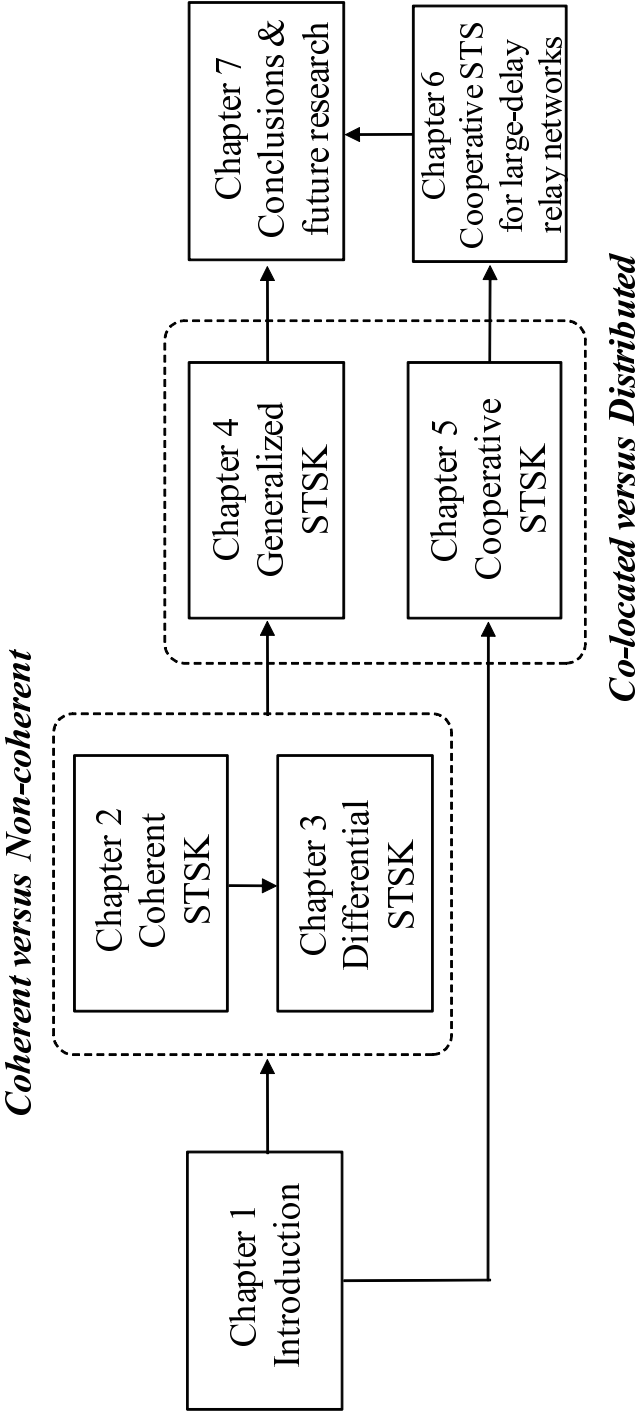 Coherent versus Non-coherent
Chapter 1
Introduction
Chapter 2
Coherent
STSK
Chapter 3
Differential
STSK
Chapter 4
Generalized
STSK
Chapter 5
Cooperative
STSK
Chapter 7
Conclusions &
future research
Chapter 6
Cooperative STS
for large-delay
relay networks
Co-located versus Distributed